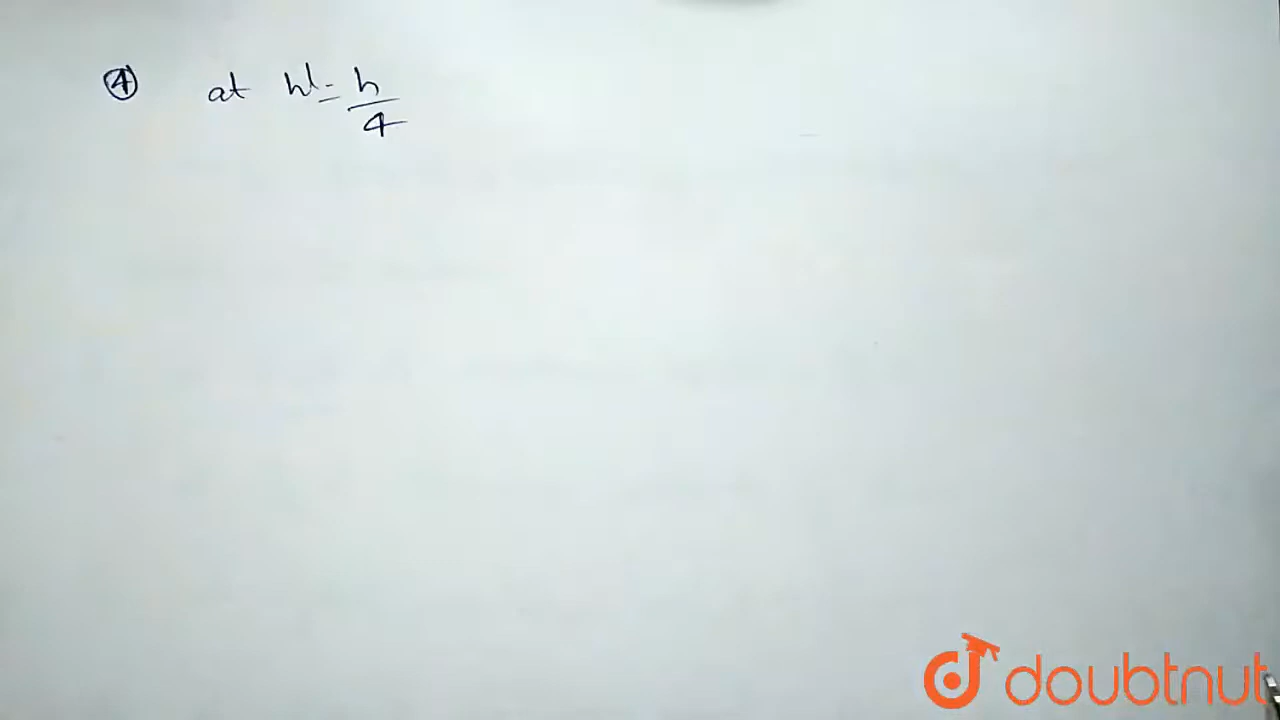 ④ at h' = h/4
doubtnut